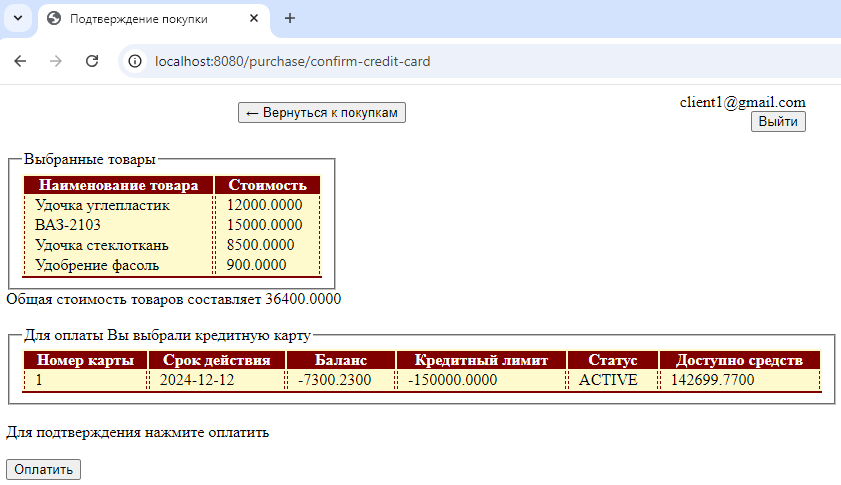 Подтверждение покупки
localhost:8080/purchase/confirm-credit-card
client1@gmail.com
← Вернуться к покупкам
Выйти
Выбранные товары
Наименование товара Стоимость
Удочка углепластик 12000.0000
ВАЗ-2103 15000.0000
Удочка стеклоткань 8500.0000
Удобрение фасоль 900.0000
Общая стоимость товаров составляет 36400.0000
Для оплаты Вы выбрали кредитную карту
Номер карты Срок действия Баланс Кредитный лимит Статус Доступно средств
1 2024-12-12 -7300.2300 -150000.0000 ACTIVE 142699.7700
Для подтверждения нажмите оплатить
Оплатить